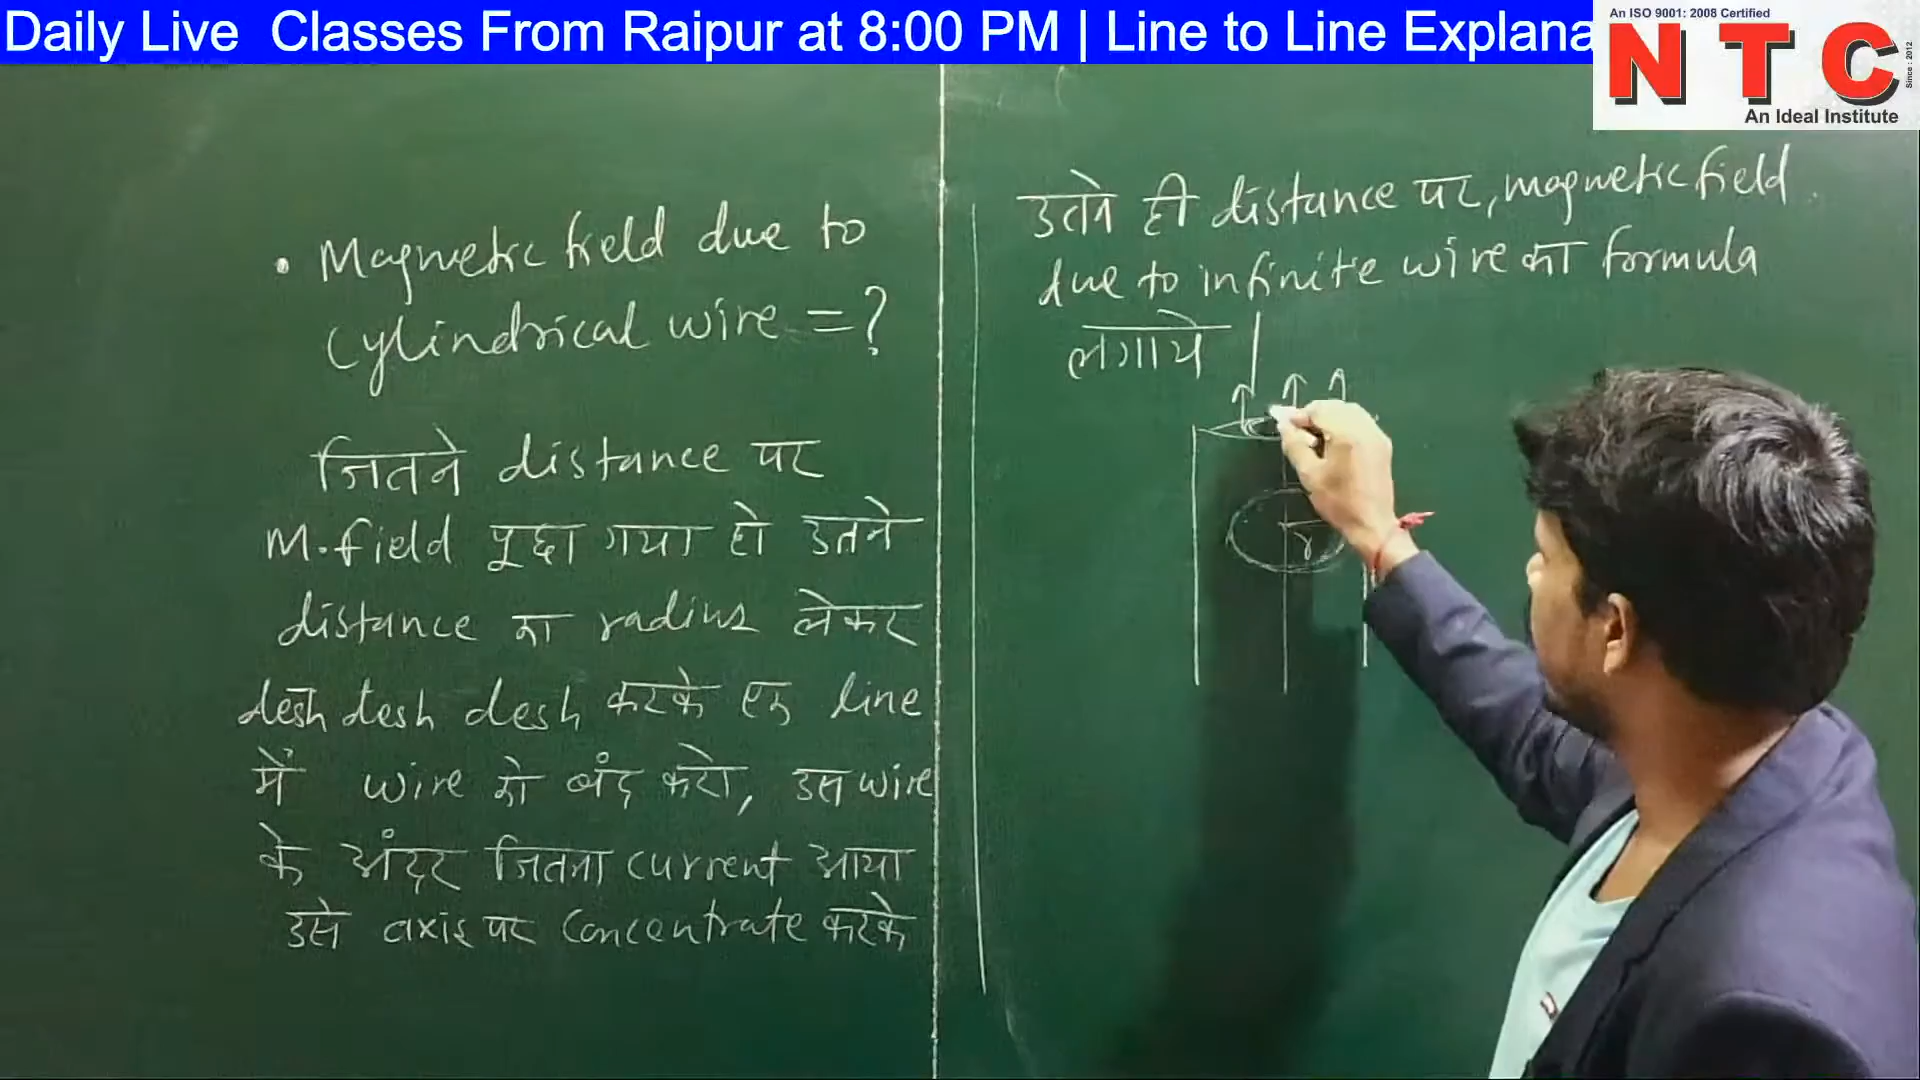 Daily Live Classes From Raipur at 8:00 PM | Line to Line Explana
An ISO 9001: 2008 Certified
NTC
Since : 2012
An Ideal Institute
• Magnetic field due to
cylindrical wire = ?
जितने distance पर
M.field पूछा गया हो उतने
distance का radius लेकर
desh desh desh करके एक line
में wire को बंद करो, उस wire
के अंदर जितना current आया
उसे axis पर concentrate करके
उतने ही distance पर, magnetic field
due to infinite wire का formula
लगाये
r